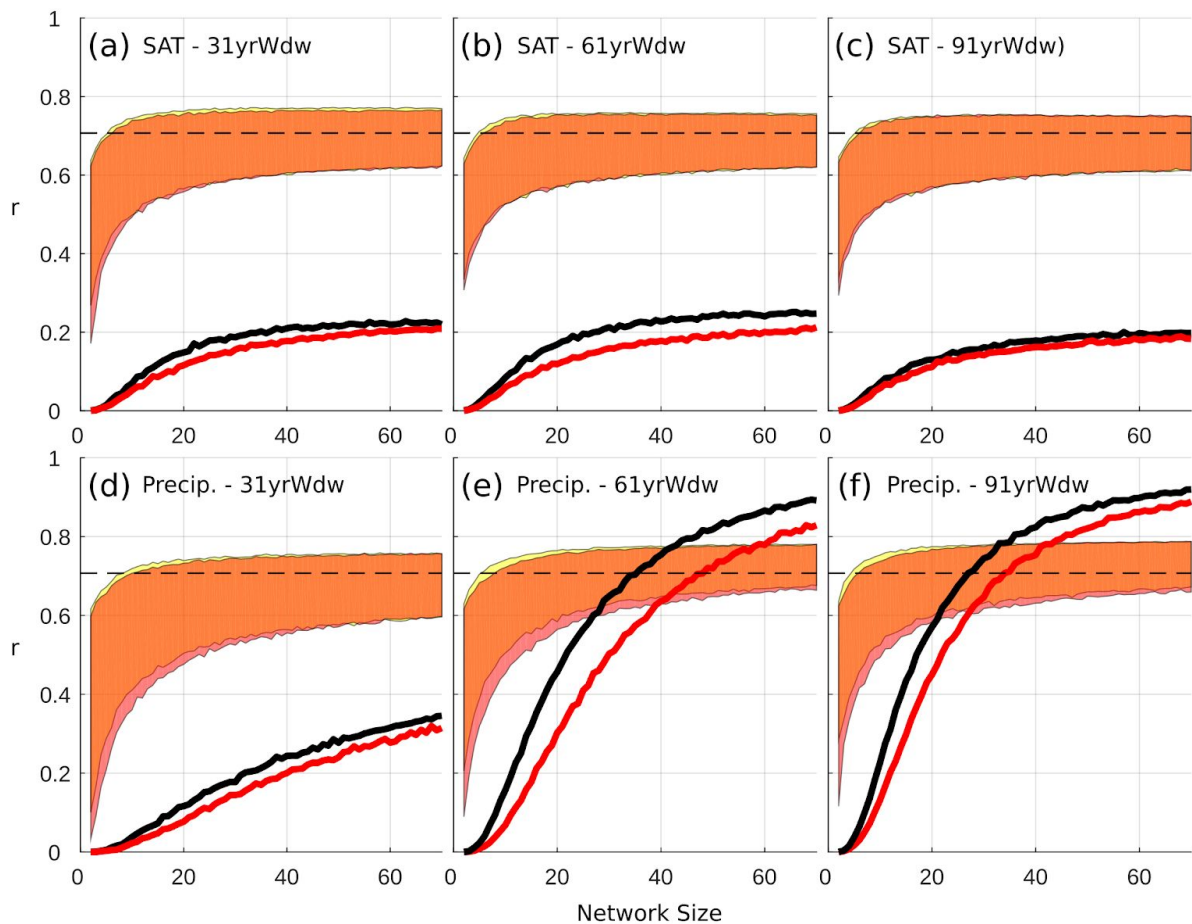 (a) SAT - 31yrWdw
(b) SAT - 61yrWdw
(c) SAT - 91yrWdw)
1
0.8
0.6
r
0.4
0.2
0
0 20 40 60
0 20 40 60
0 20 40 60
(d) Precip. - 31yrWdw
(e) Precip. - 61yrWdw
(f) Precip. - 91yrWdw
1
0.8
0.6
r
0.4
0.2
0
0 20 40 60
0 20 40 60
0 20 40 60
Network Size